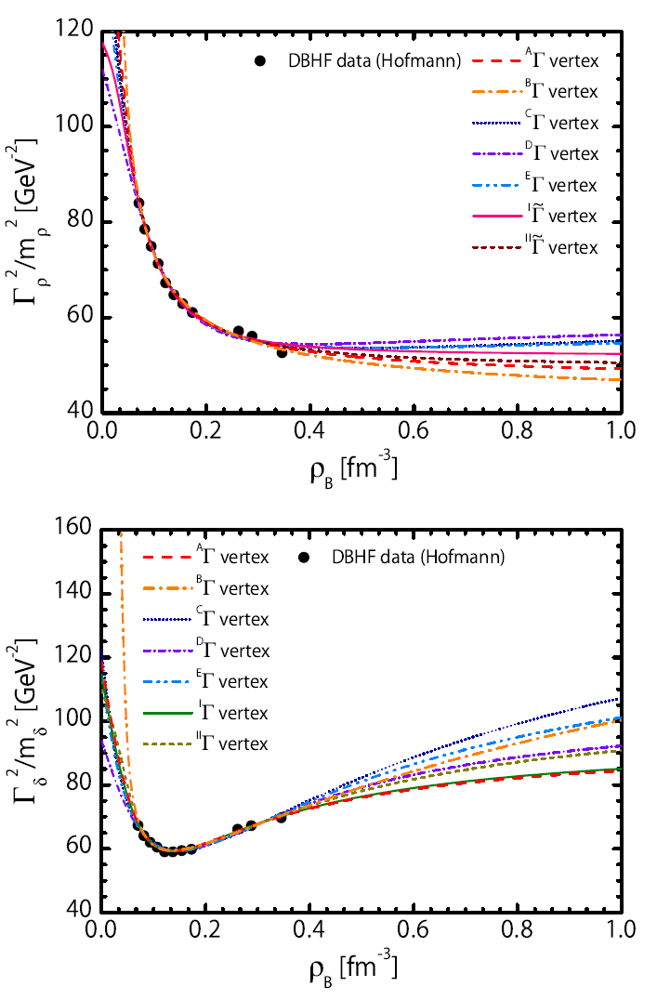 120
100
80
60
40
Γρ²/mρ² [GeV⁻²]
DBHF data (Hofmann)
ᴬΓ vertex
ᴮΓ vertex
ᶜΓ vertex
ᴰΓ vertex
ᴱΓ vertex
ᴵΓ̃ vertex
ᴵᴵΓ̃ vertex
0.0 0.2 0.4 0.6 0.8 1.0
ρB [fm⁻³]
160
140
120
100
80
60
40
Γδ²/mδ² [GeV⁻²]
ᴬΓ vertex
DBHF data (Hofmann)
ᴮΓ vertex
ᶜΓ vertex
ᴰΓ vertex
ᴱΓ vertex
ᴵΓ vertex
ᴵᴵΓ vertex
0.0 0.2 0.4 0.6 0.8 1.0
ρB [fm⁻³]